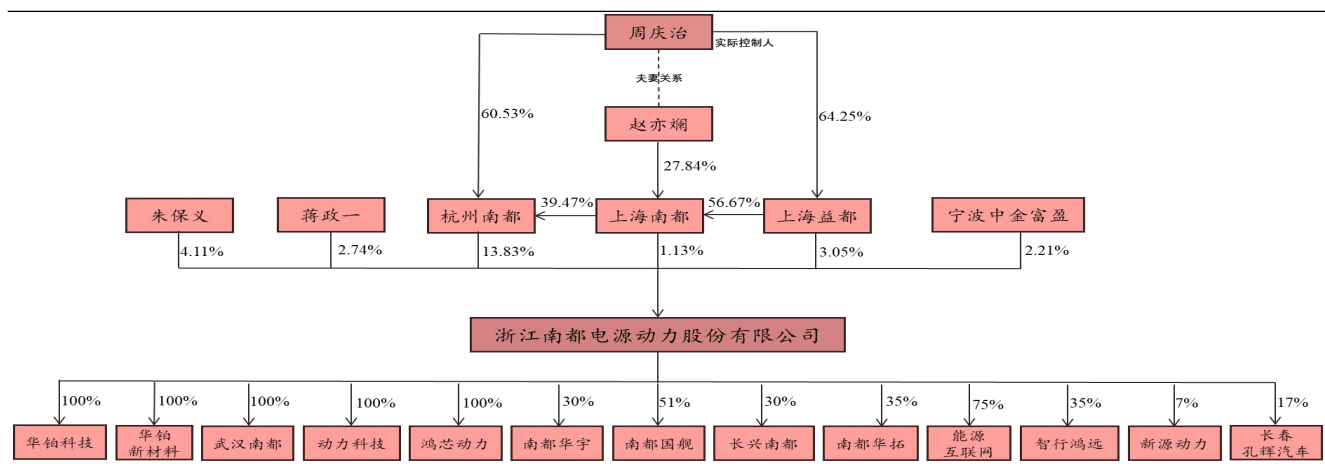 周庆治
实际控制人
夫妻关系
60.53%
赵亦斓
64.25%
27.84%
朱保义
蒋政一
杭州南都
39.47%
上海南都
56.67%
上海益都
宁波中金富盈
4.11%
2.74%
13.83%
1.13%
3.05%
2.21%
浙江南都电源动力股份有限公司
100%
100%
100%
100%
100%
30%
51%
30%
35%
75%
35%
7%
17%
华铂科技
华铂
新材料
武汉南都
动力科技
鸿芯动力
南都华宇
南都国舰
长兴南都
南都华拓
能源
互联网
智行鸿远
新源动力
长春
孔辉汽车